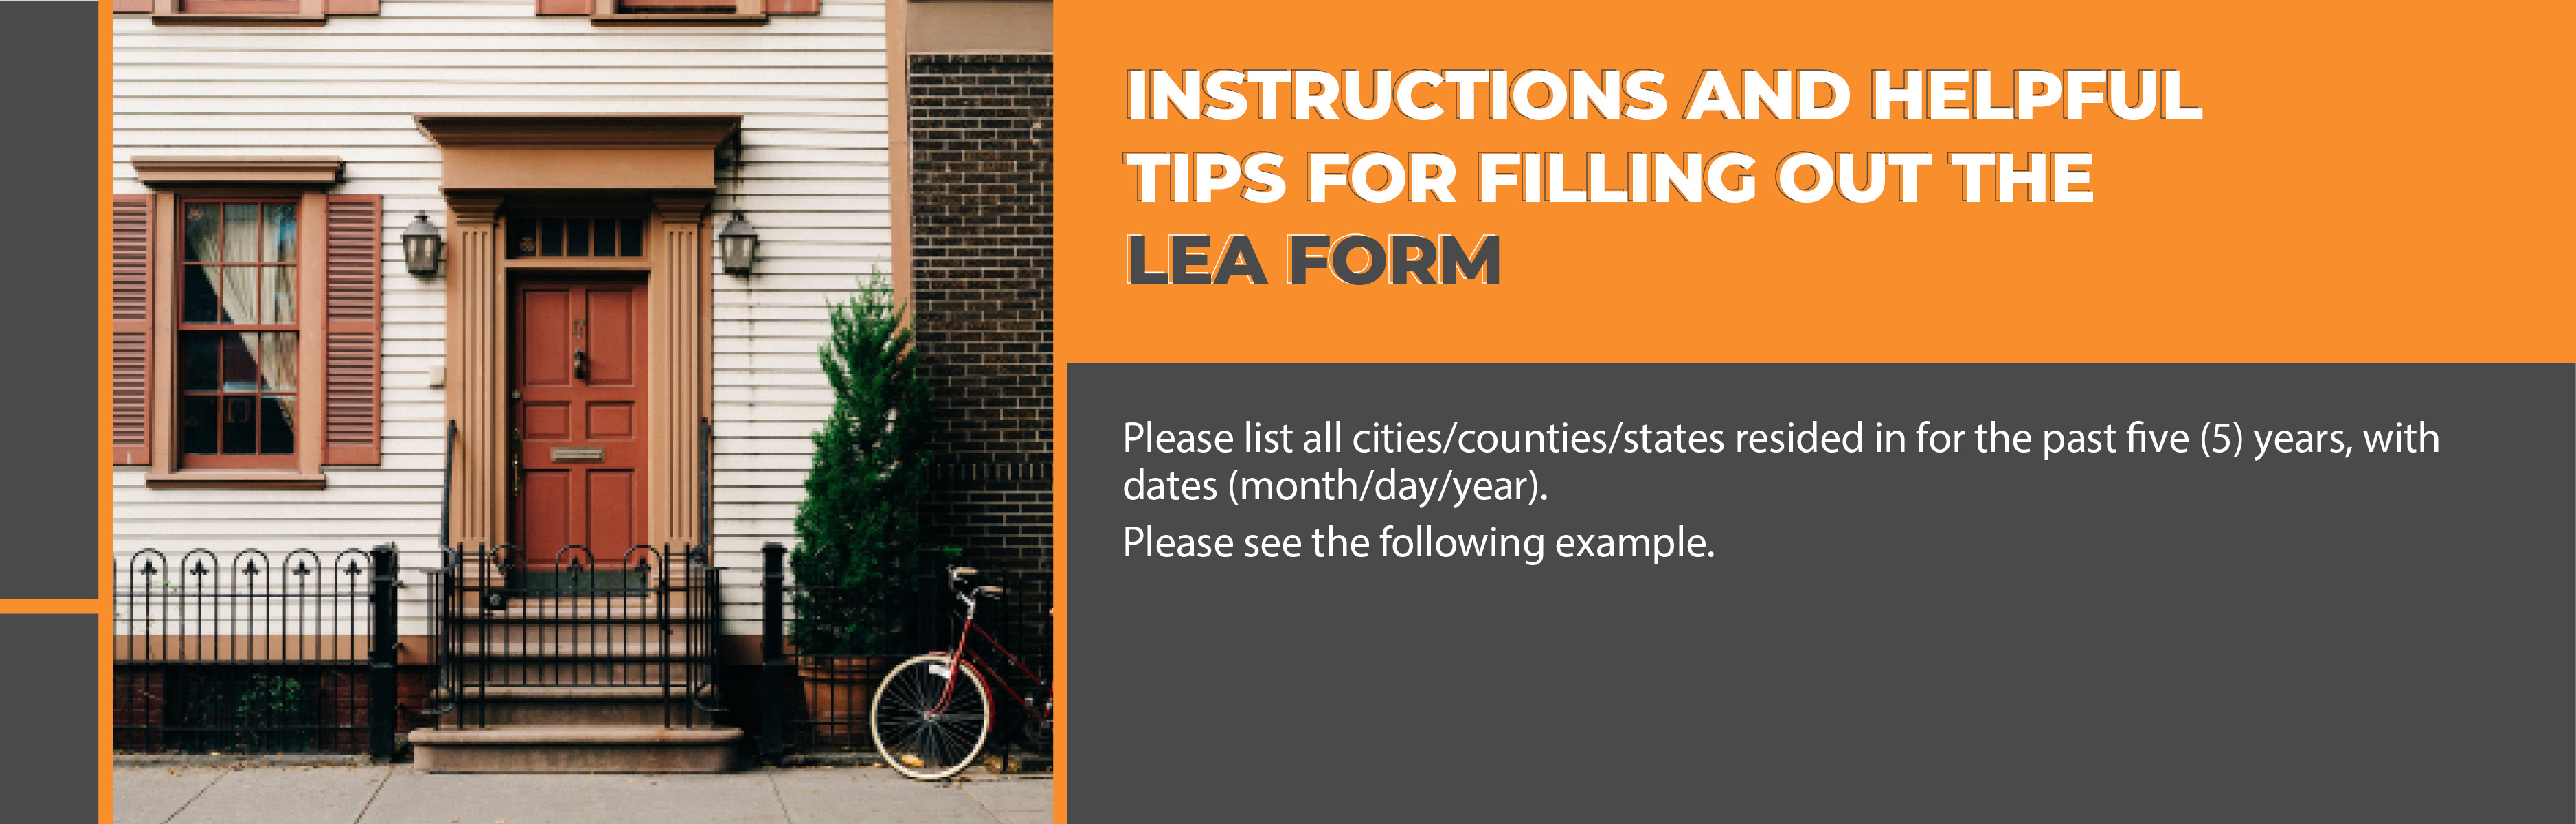 INSTRUCTIONS AND HELPFUL
TIPS FOR FILLING OUT THE
LEA FORM
Please list all cities/counties/states resided in for the past five (5) years, with
dates (month/day/year).
Please see the following example.